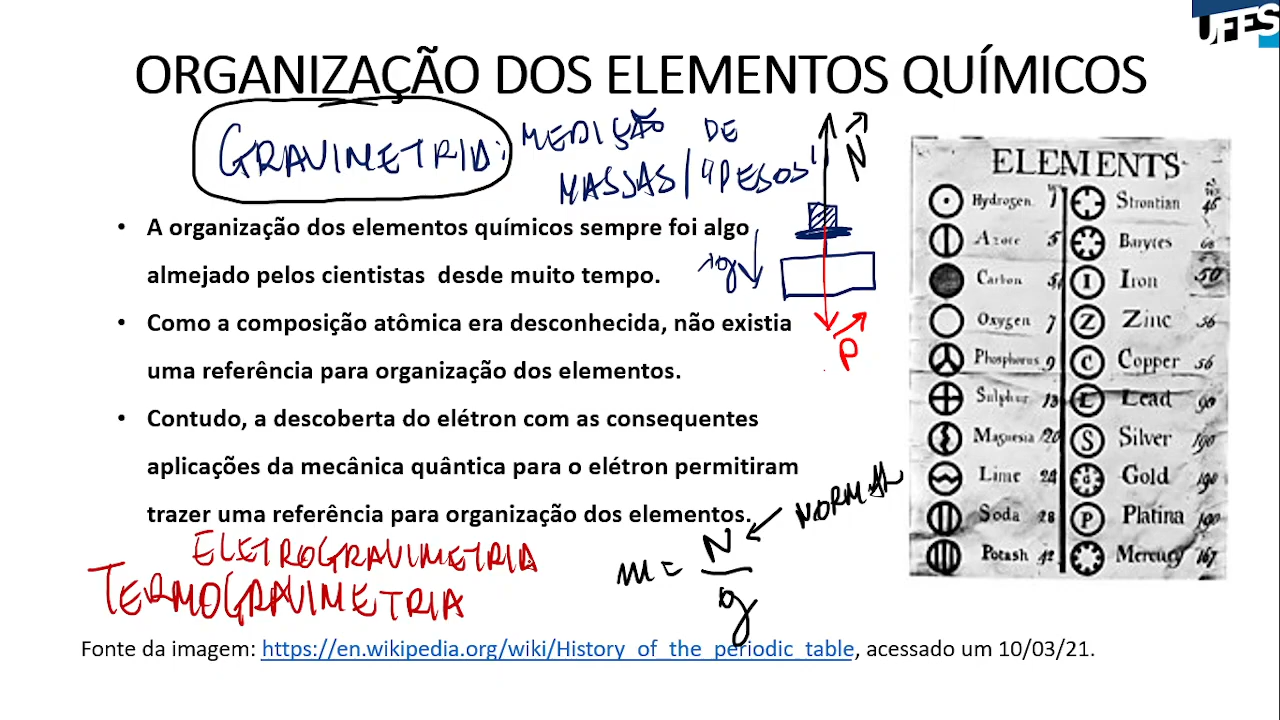 UFES
ORGANIZAÇÃO DOS ELEMENTOS QUÍMICOS
GRAVIMETRIA: MEDIÇÃO DE
MASSAS / "PESOS"
N
• A organização dos elementos químicos sempre foi algo
almejado pelos cientistas desde muito tempo.
• Como a composição atômica era desconhecida, não existia
uma referência para organização dos elementos.
• Contudo, a descoberta do elétron com as consequentes
aplicações da mecânica quântica para o elétron permitiram
trazer uma referência para organização dos elementos.
P
NORMAL
m = N
g
ELETROGRAVIMETRIA
TERMOGRAVIMETRIA
Fonte da imagem: https://en.wikipedia.org/wiki/History_of_the_periodic_table, acessado um 10/03/21.
ELEMENTS
Hydrogen 1
Azote 5
Carbon 5
Oxygen 7
Phosphorus 9
Sulphur 13
Magnesia 20
Lime 24
Soda 28
Potash 42
Strontian 46
Barytes 68
I Iron 50
Z Zinc 56
C Copper 56
L Lead 90
S Silver 190
G Gold 190
P Platina 190
Mercury 167